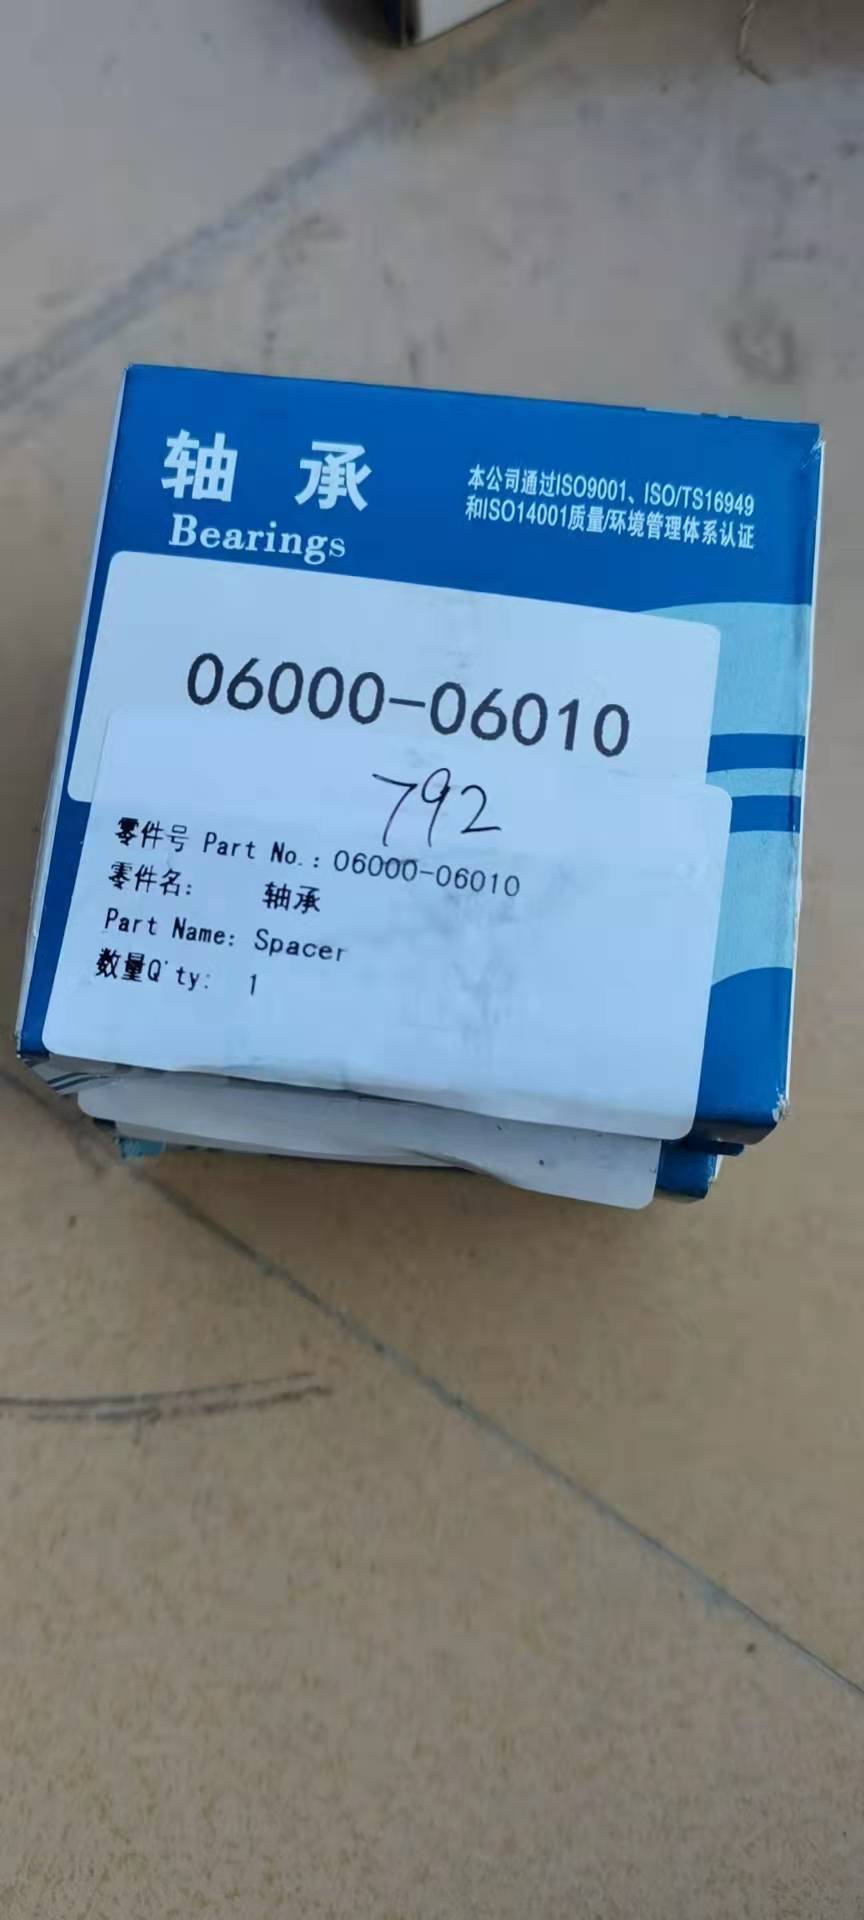 轴 承
Bearings
本公司通过ISO9001、ISO/TS16949
和ISO14001质量/环境管理体系认证
06000-06010
792
零件号 Part No.: 06000-06010
零件名: 轴承
Part Name: Spacer
数量Q'ty: 1